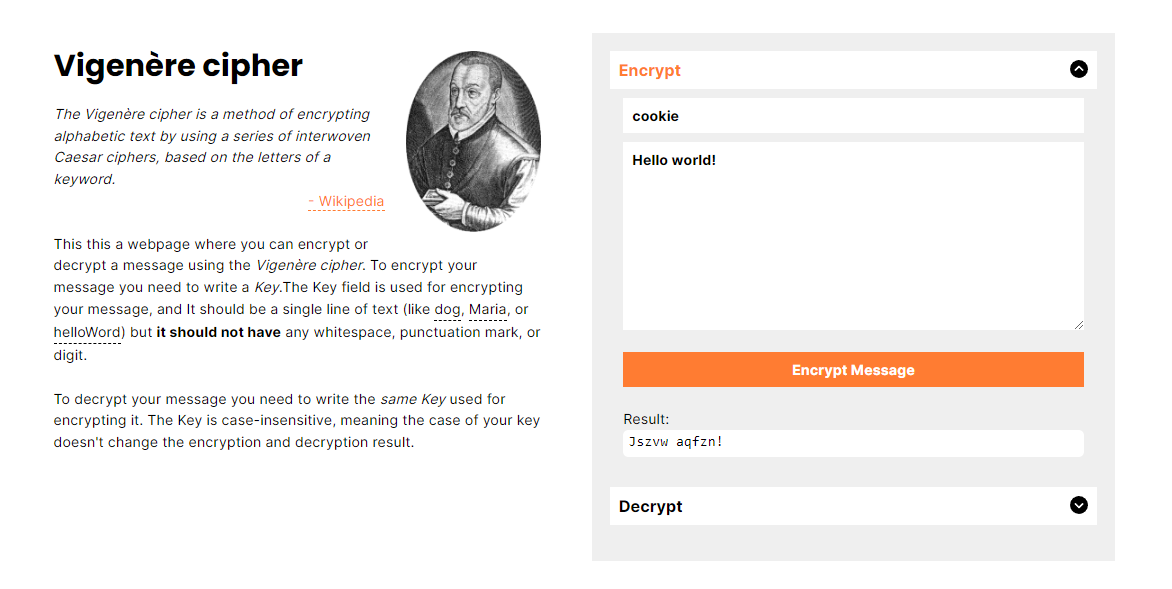 Vigenère cipher
The Vigenère cipher is a method of encrypting
alphabetic text by using a series of interwoven
Caesar ciphers, based on the letters of a
keyword.
- Wikipedia
This this a webpage where you can encrypt or
decrypt a message using the Vigenère cipher. To encrypt your
message you need to write a Key.The Key field is used for encrypting
your message, and It should be a single line of text (like dog, Maria, or
helloWord) but it should not have any whitespace, punctuation mark, or
digit.
To decrypt your message you need to write the same Key used for
encrypting it. The Key is case-insensitive, meaning the case of your key
doesn't change the encryption and decryption result.
Encrypt
cookie
Hello world!
Encrypt Message
Result:
Jszvw aqfzn!
Decrypt